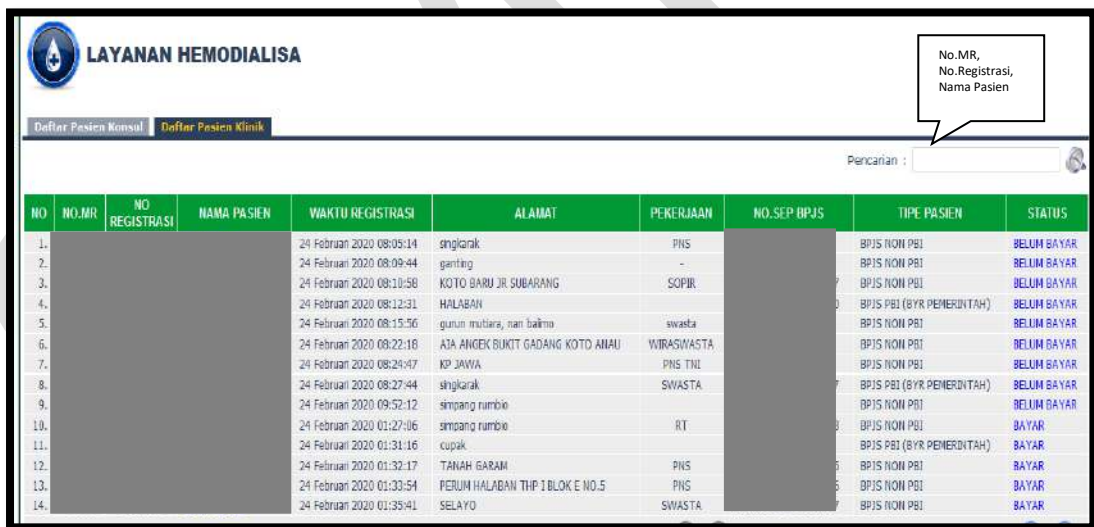 LAYANAN HEMODIALISA
No.MR,
No.Registrasi,
Nama Pasien
Daftar Pasien Konsul Daftar Pasien Klinik
Pencarian :
NO NO.MR NO REGISTRASI NAMA PASIEN WAKTU REGISTRASI ALAMAT PEKERJAAN NO.SEP BPJS TIPE PASIEN STATUS
1. 24 Februari 2020 08:05:14 singkarak PNS BPJS NON PBI BELUM BAYAR
2. 24 Februari 2020 08:09:44 ganting - BPJS NON PBI BELUM BAYAR
3. 24 Februari 2020 08:10:58 KOTO BARU JR SUBARANG SOPIR 7 BPJS NON PBI BELUM BAYAR
4. 24 Februari 2020 08:12:31 HALABAN 0 BPJS PBI (BYR PEMERINTAH) BELUM BAYAR
5. 24 Februari 2020 08:15:56 gurun mutiara, nan balimo swasta BPJS NON PBI BELUM BAYAR
6. 24 Februari 2020 08:22:18 AIA ANGEK BUKIT GADANG KOTO ANAU WIRASWASTA BPJS NON PBI BELUM BAYAR
7. 24 Februari 2020 08:24:47 KP JAWA PNS TNI BPJS NON PBI BELUM BAYAR
8. 24 Februari 2020 08:27:44 singkarak SWASTA 7 BPJS PBI (BYR PEMERINTAH) BELUM BAYAR
9. 24 Februari 2020 09:52:12 simpang rumbio BPJS NON PBI BELUM BAYAR
10. 24 Februari 2020 01:27:06 simpang rumbio RT 8 BPJS NON PBI BAYAR
11. 24 Februari 2020 01:31:16 cupak BPJS PBI (BYR PEMERINTAH) BAYAR
12. 24 Februari 2020 01:32:17 TANAH GARAM PNS 5 BPJS NON PBI BAYAR
13. 24 Februari 2020 01:33:54 PERUM HALABAN THP I BLOK E NO.5 PNS 5 BPJS NON PBI BAYAR
14. 24 Februari 2020 01:35:41 SELAYO SWASTA 7 BPJS NON PBI BAYAR